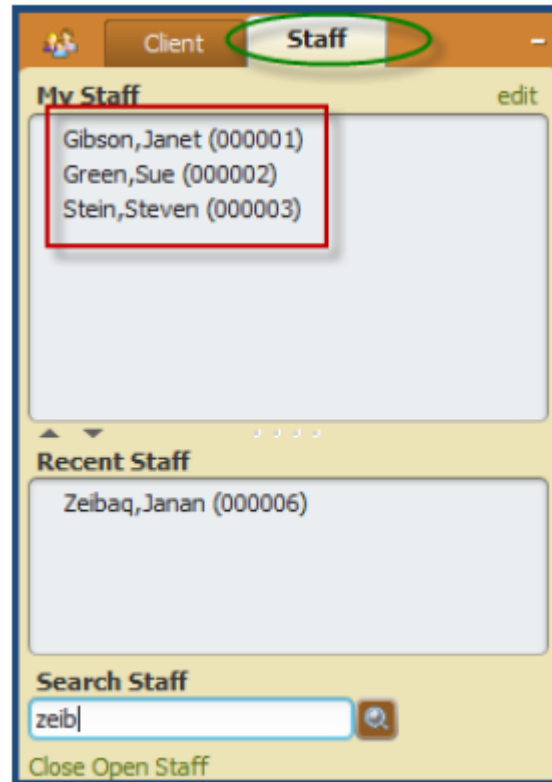 Client Staff
My Staff edit
Gibson,Janet (000001)
Green,Sue (000002)
Stein,Steven (000003)
Recent Staff
Zeibaq,Janan (000006)
Search Staff
zeib
Close Open Staff